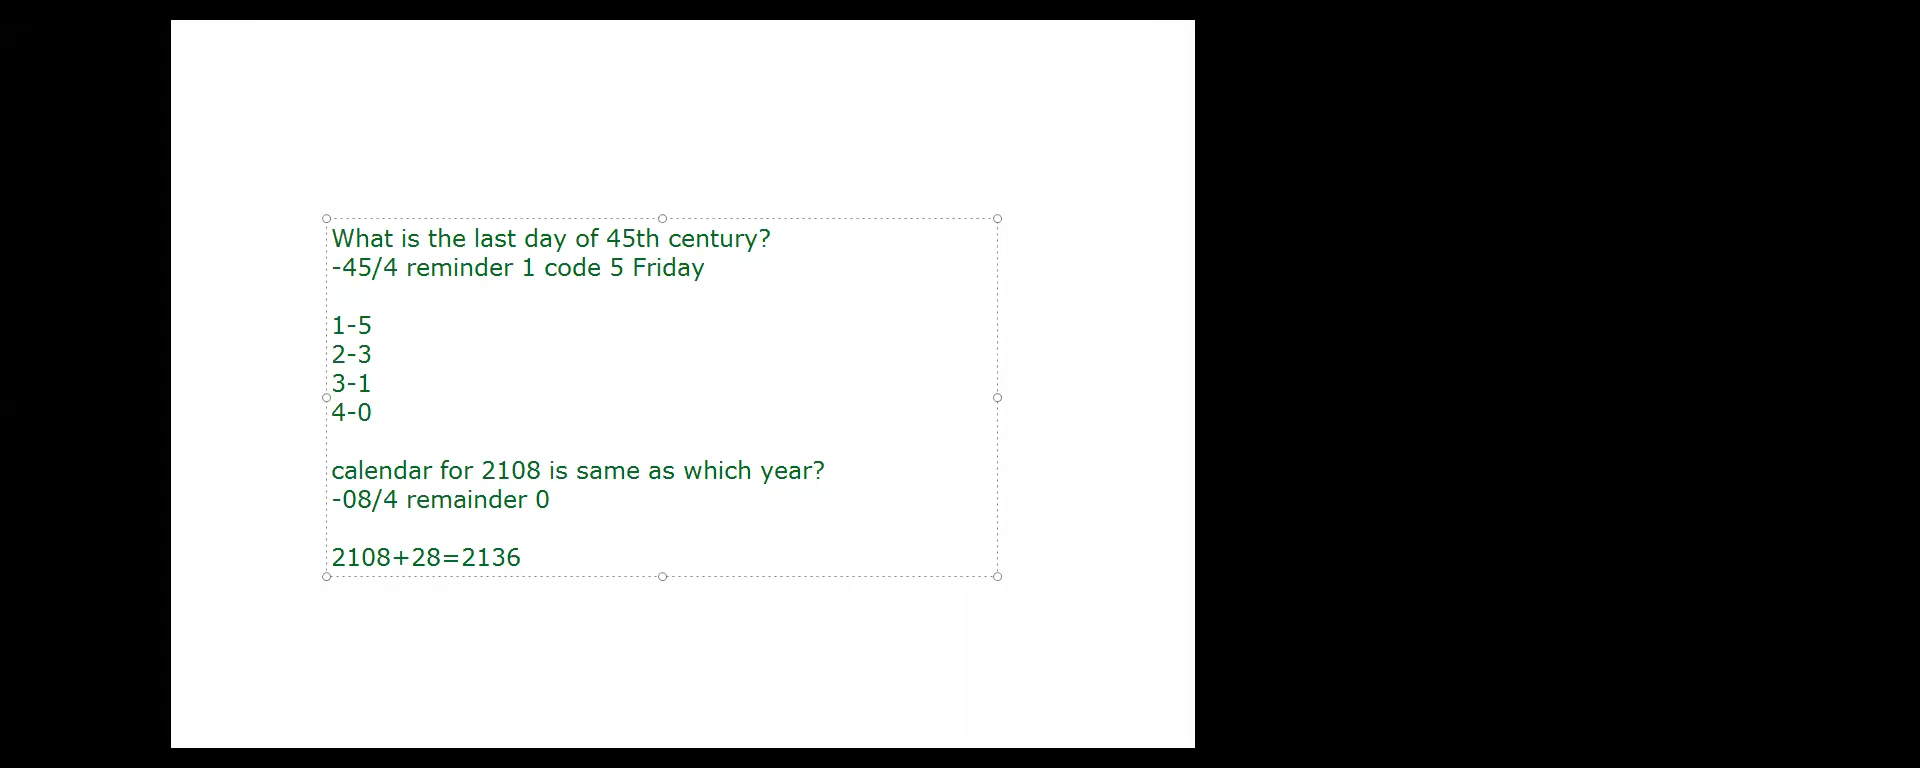 What is the last day of 45th century?
-45/4 reminder 1 code 5 Friday
1-5
2-3
3-1
4-0
calendar for 2108 is same as which year?
-08/4 remainder 0
2108+28=2136